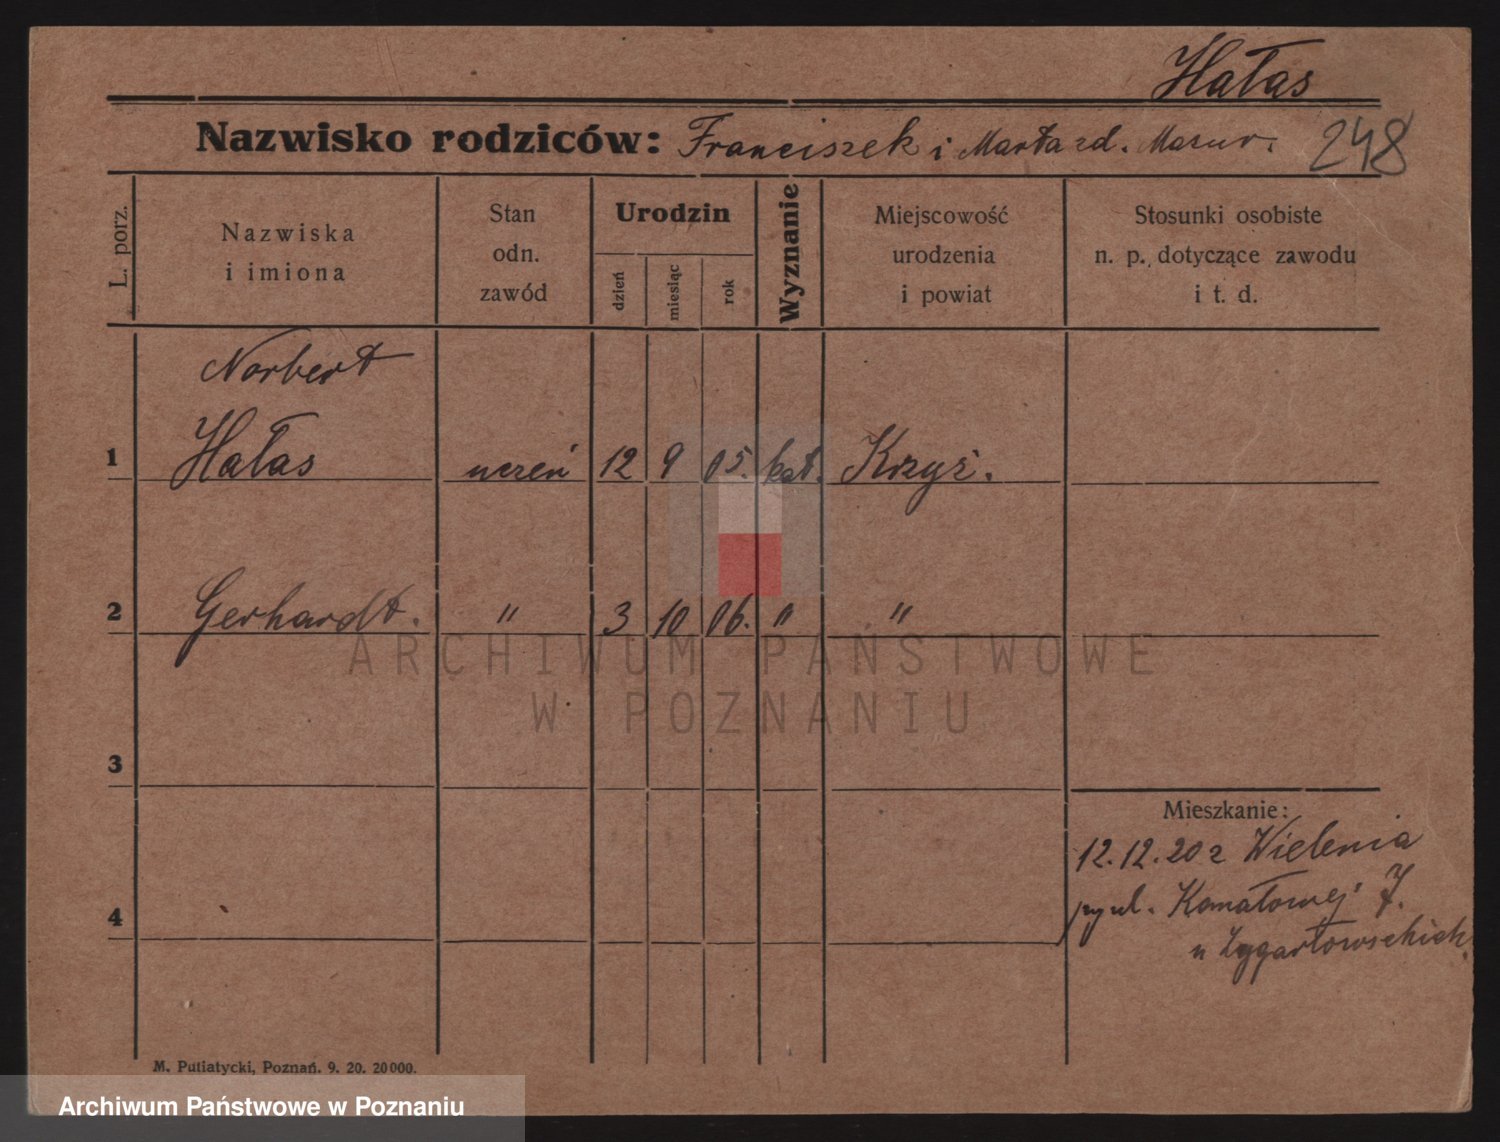 Hałas
Nazwisko rodziców: Franciszek i Marta zd. Mazur. 248
L. porz.
Nazwiska
i imiona
Stan
odn.
zawód
Urodzin
dzień
miesiąc
rok
Wyznanie
Miejscowość
urodzenia
i powiat
Stosunki osobiste
n. p. dotyczące zawodu
i t. d.
Norbert
1 Hałas uczeń 12 9 05. kat. Krzyż.
2 Gerhardt. " 3 10 06. " "
ARCHIWUM PAŃSTWOWE
W POZNANIU
3
Mieszkanie:
12.12.20 z Wielenia
4
przy ul. 7.
u
M. Putiatycki, Poznań. 9. 20. 20000.
Archiwum Państwowe w Poznaniu